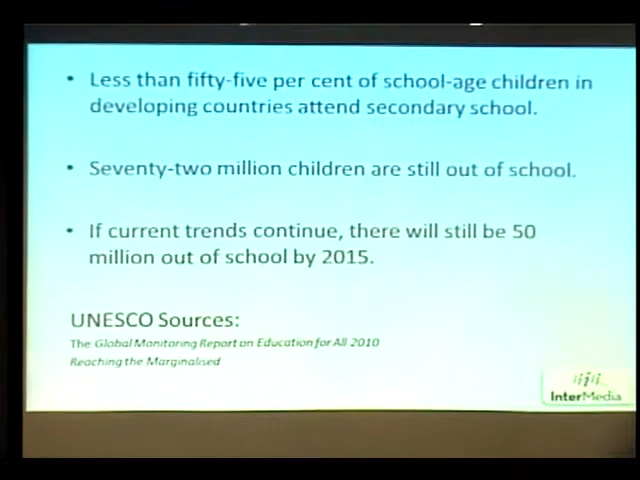 • Less than fifty-five per cent of school-age children in
developing countries attend secondary school.
• Seventy-two million children are still out of school.
• If current trends continue, there will still be 50
million out of school by 2015.
UNESCO Sources:
The Global Monitoring Report on Education for All 2010
Reaching the Marginalised
InterMedia